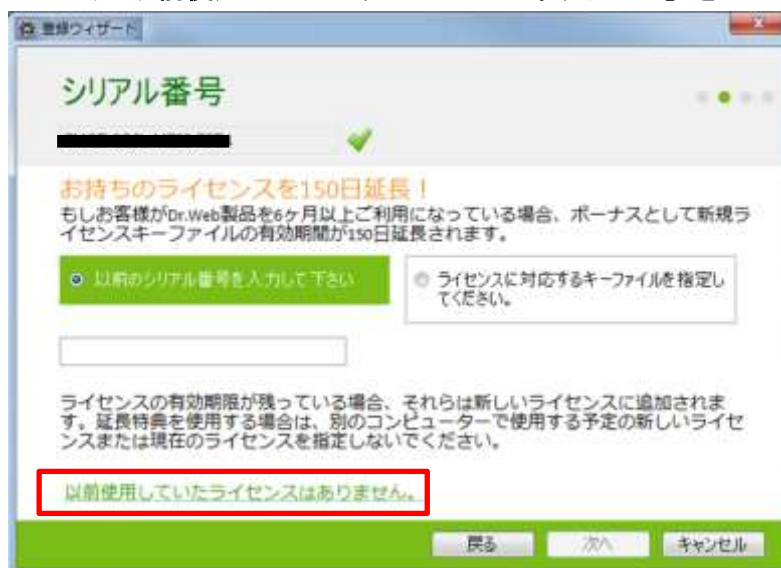 登録ウィザード
シリアル番号
お持ちのライセンスを150日延長！
もしお客様がDr.Web製品を6ヶ月以上ご利用になっている場合、ボーナスとして新規ラ
イセンスキーファイルの有効期間が150日延長されます。
以前のシリアル番号を入力して下さい
ライセンスに対応するキーファイルを指定し
てください。
ライセンスの有効期限が残っている場合、それらは新しいライセンスに追加されま
す。延長特典を使用する場合は、別のコンピューターで使用する予定の新しいライセ
ンスまたは現在のライセンスを指定しないでください。
以前使用していたライセンスはありません。
戻る
次へ
キャンセル